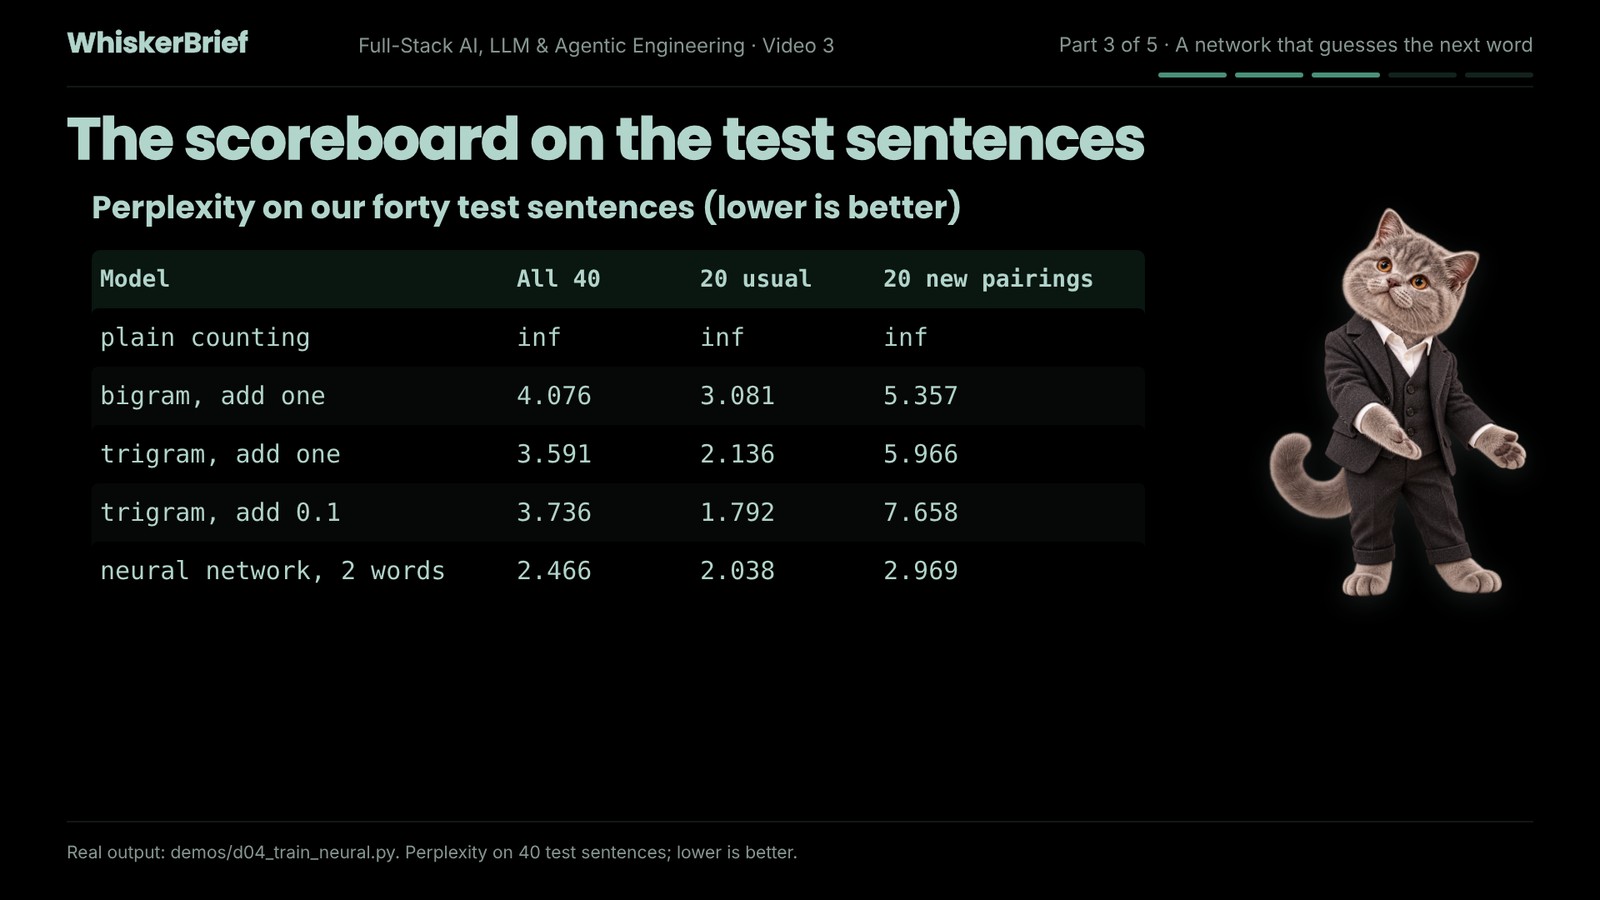 WhiskerBrief
Full-Stack AI, LLM & Agentic Engineering · Video 3
Part 3 of 5 · A network that guesses the next word
The scoreboard on the test sentences
Perplexity on our forty test sentences (lower is better)
Model All 40 20 usual 20 new pairings
plain counting inf inf inf
bigram, add one 4.076 3.081 5.357
trigram, add one 3.591 2.136 5.966
trigram, add 0.1 3.736 1.792 7.658
neural network, 2 words 2.466 2.038 2.969
Real output: demos/d04_train_neural.py. Perplexity on 40 test sentences; lower is better.